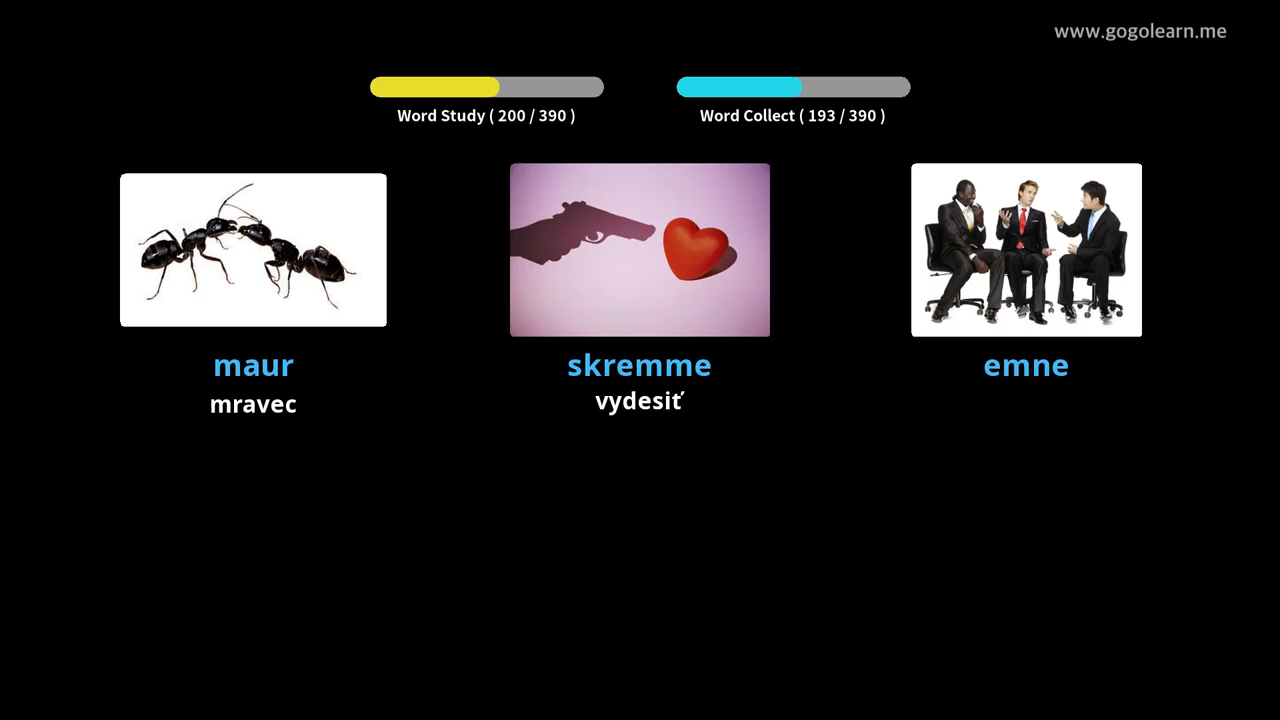 www.gogolearn.me
Word Study ( 200 / 390 )
Word Collect ( 193 / 390 )
maur
skremme
emne
mravec
vydesiť